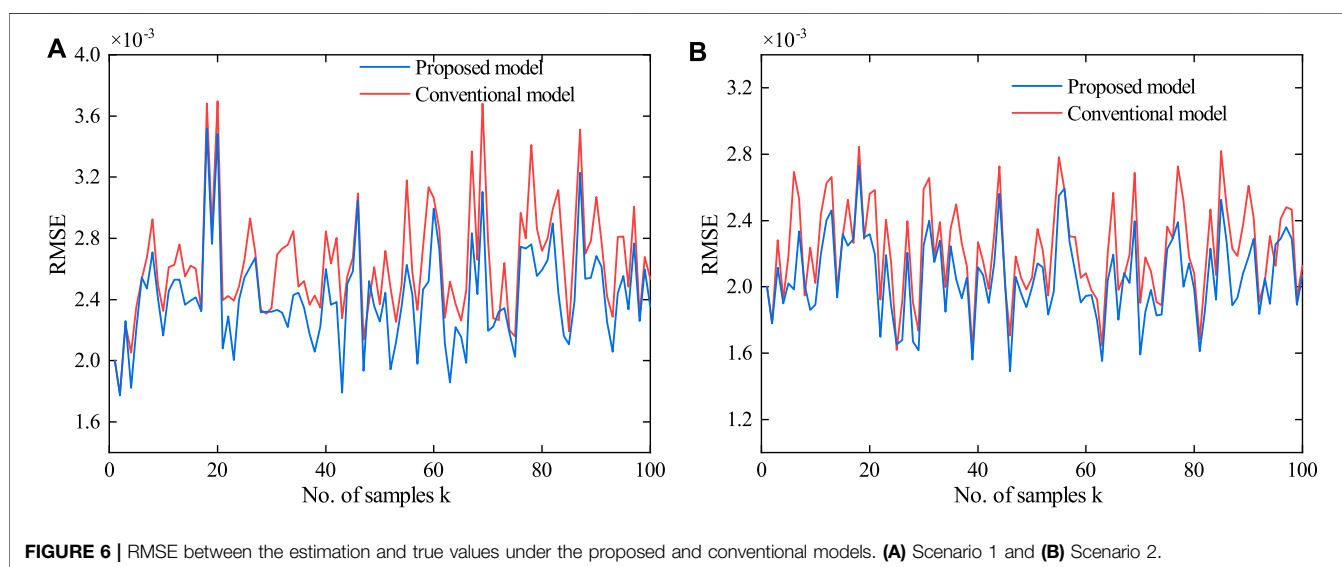 A
×10⁻³
4.0
3.6
3.2
2.8
2.4
2.0
1.6
RMSE
Proposed model
Conventional model
0 20 40 60 80 100
No. of samples k
B
×10⁻³
3.2
2.8
2.4
2.0
1.6
1.2
RMSE
Proposed model
Conventional model
0 20 40 60 80 100
No. of samples k
FIGURE 6 | RMSE between the estimation and true values under the proposed and conventional models. (A) Scenario 1 and (B) Scenario 2.